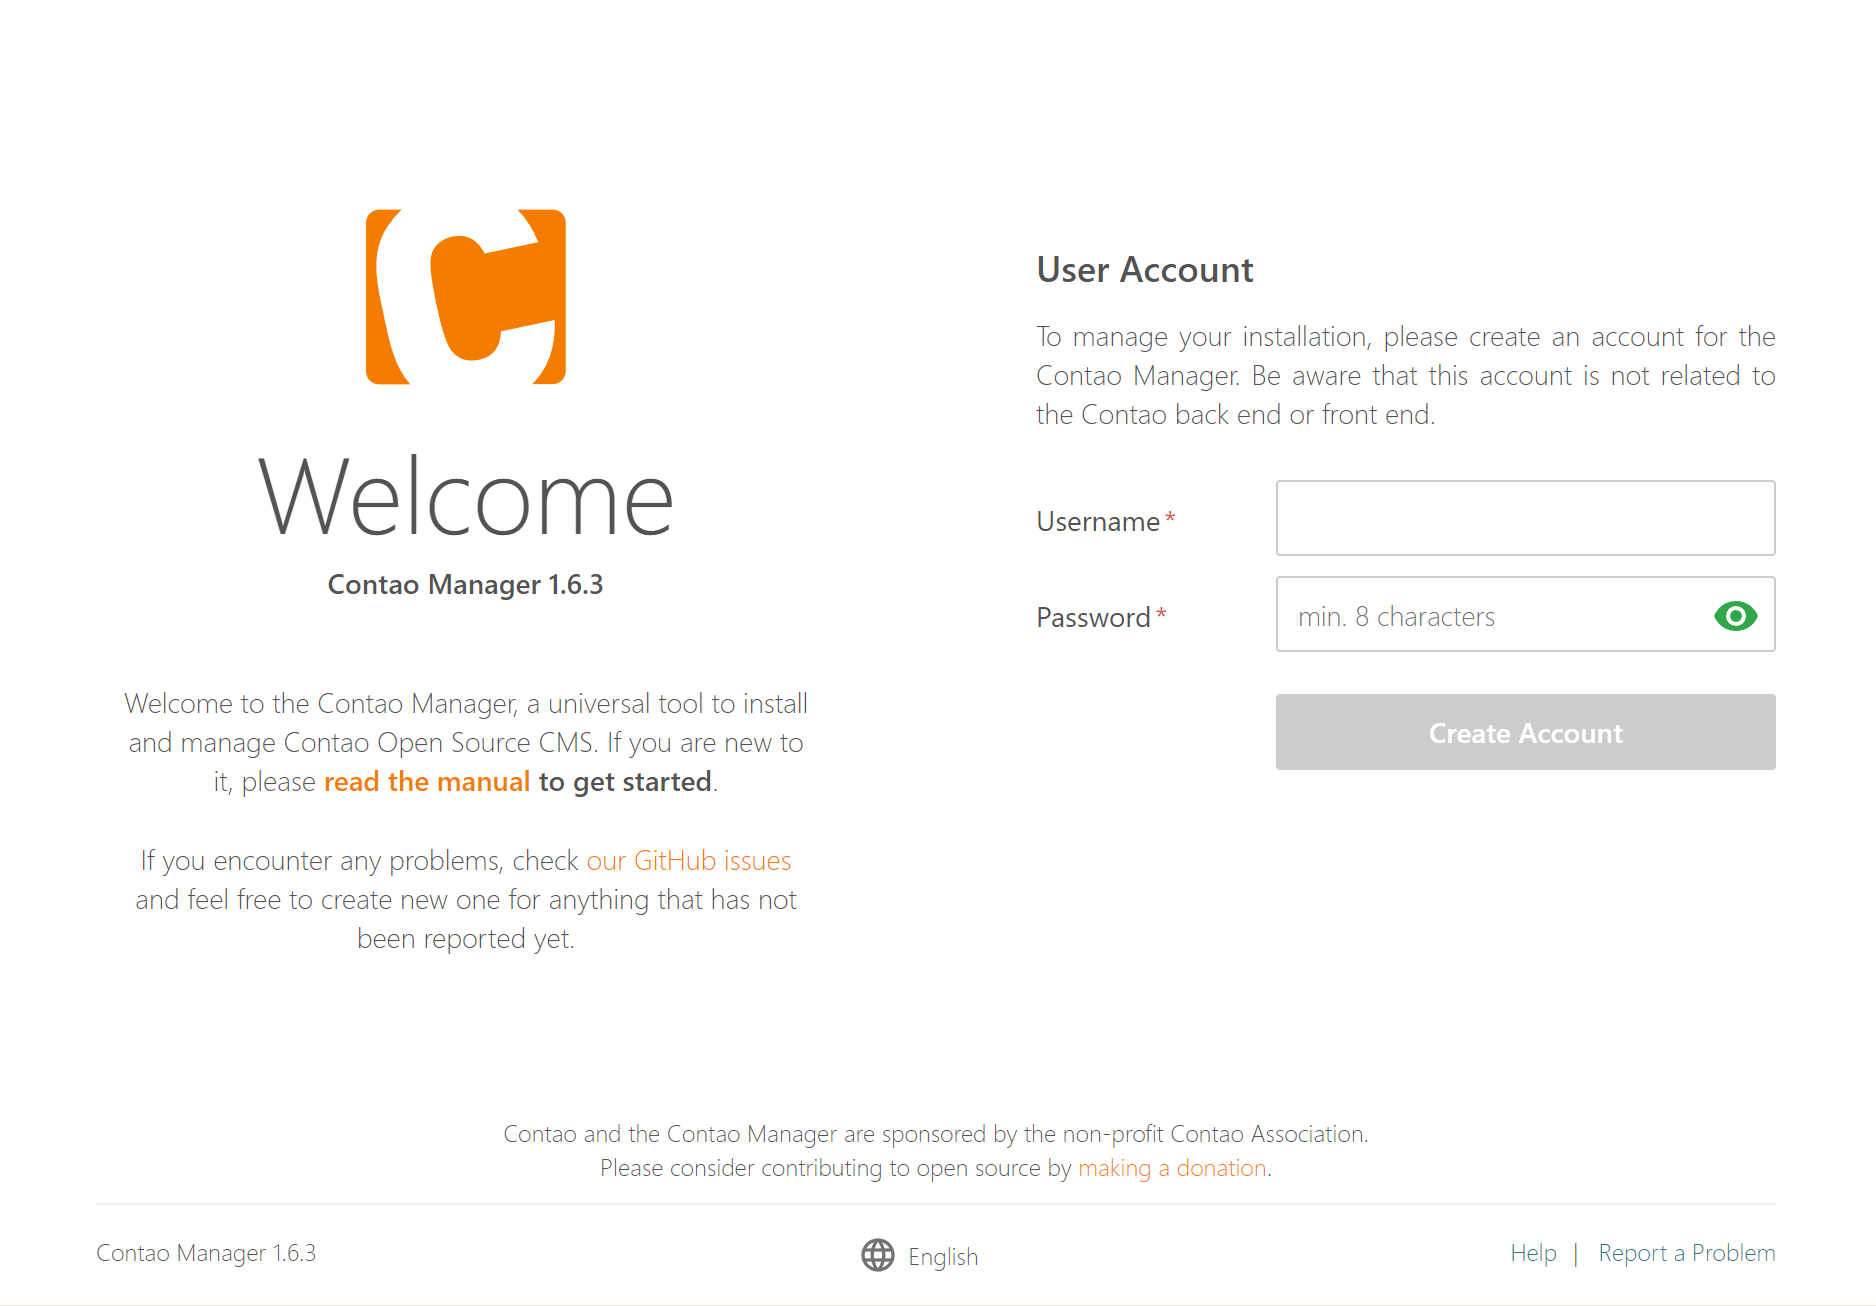 Welcome
Contao Manager 1.6.3
Welcome to the Contao Manager, a universal tool to install
and manage Contao Open Source CMS. If you are new to
it, please read the manual to get started.
If you encounter any problems, check our GitHub issues
and feel free to create new one for anything that has not
been reported yet.
User Account
To manage your installation, please create an account for the
Contao Manager. Be aware that this account is not related to
the Contao back end or front end.
Username *
Password *
min. 8 characters
Create Account
Contao and the Contao Manager are sponsored by the non-profit Contao Association.
Please consider contributing to open source by making a donation.
Contao Manager 1.6.3
English
Help | Report a Problem